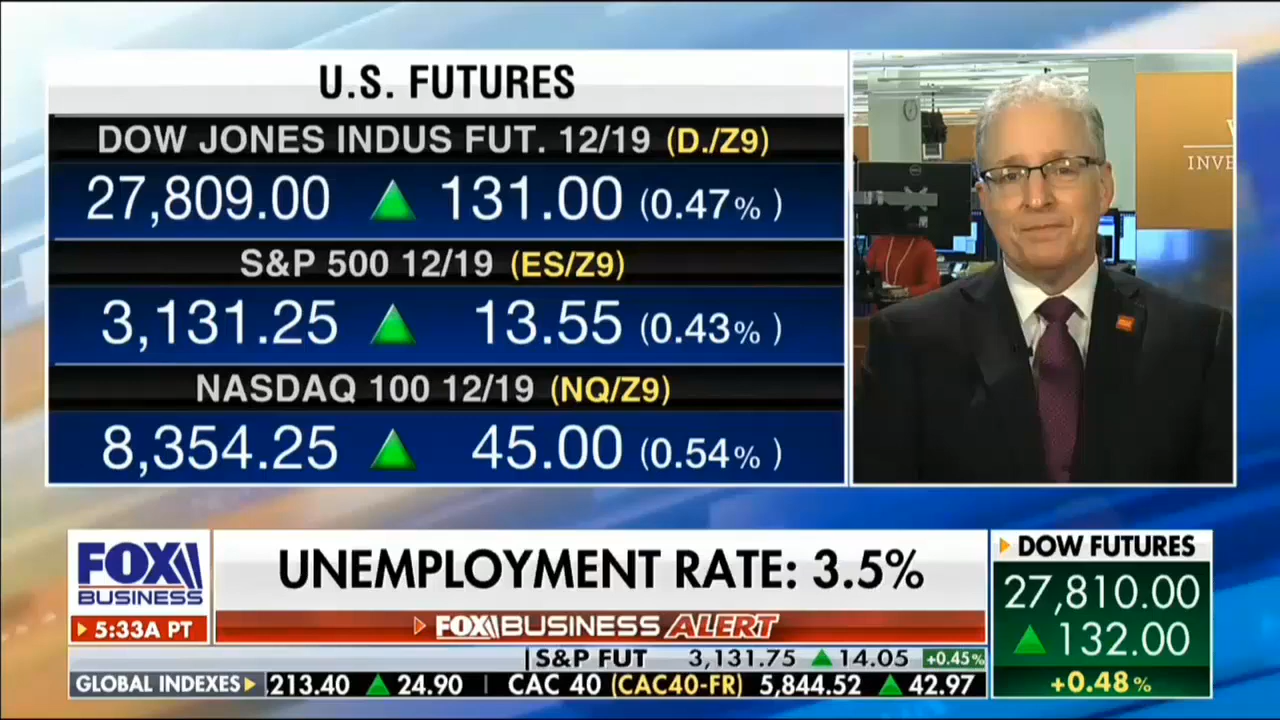 U.S. FUTURES
DOW JONES INDUS FUT. 12/19 (D./Z9)
27,809.00 ▲ 131.00 (0.47%)
S&P 500 12/19 (ES/Z9)
3,131.25 ▲ 13.55 (0.43%)
NASDAQ 100 12/19 (NQ/Z9)
8,354.25 ▲ 45.00 (0.54%)
INVE
FOX
BUSINESS
5:33A PT
UNEMPLOYMENT RATE: 3.5%
FOX BUSINESS ALERT
DOW FUTURES
27,810.00
▲ 132.00
+0.48%
S&P FUT 3,131.75 ▲ 14.05 +0.45%
GLOBAL INDEXES 213.40 ▲ 24.90 | CAC 40 (CAC40-FR) 5,844.52 ▲ 42.97